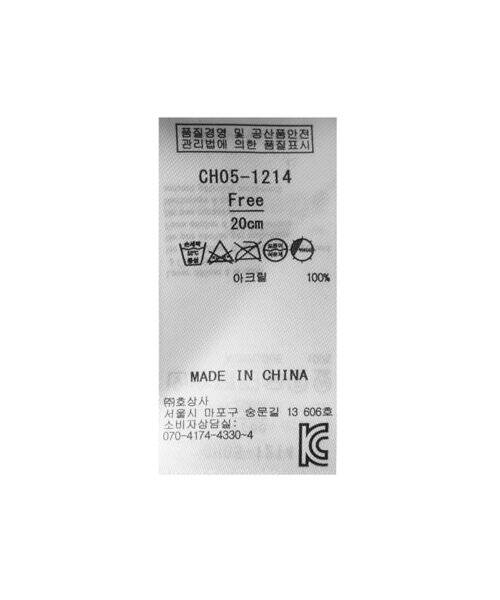 품질경영 및 공산품안전
관리법에 의한 품질표시
CH05-1214
Free
20cm
손세탁
30℃
중성
아크릴 100%
MADE IN CHINA
㈜호상사
서울시 마포구 숭문길 13 606호
소비자상담실:
070-4174-4330~4